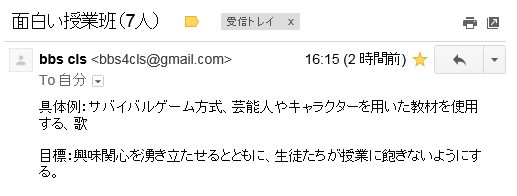 面白い授業班(7人)
受信トレイ x
bbs cls <bbs4cls@gmail.com>
16:15 (2 時間前)
To 自分
具体例：サバイバルゲーム方式、芸能人やキャラクターを用いた教材を使用
する、歌
目標：興味関心を湧き立たせるとともに、生徒たちが授業に飽きないようにす
る。